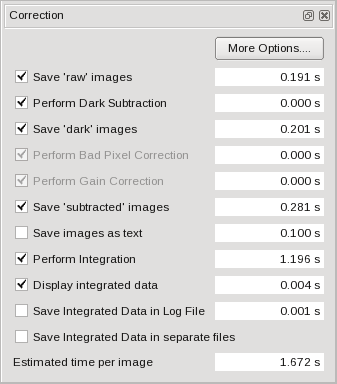 Correction
More Options....
Save 'raw' images 0.191 s
Perform Dark Subtraction 0.000 s
Save 'dark' images 0.201 s
Perform Bad Pixel Correction 0.000 s
Perform Gain Correction 0.000 s
Save 'subtracted' images 0.281 s
Save images as text 0.100 s
Perform Integration 1.196 s
Display integrated data 0.004 s
Save Integrated Data in Log File 0.001 s
Save Integrated Data in separate files
Estimated time per image 1.672 s